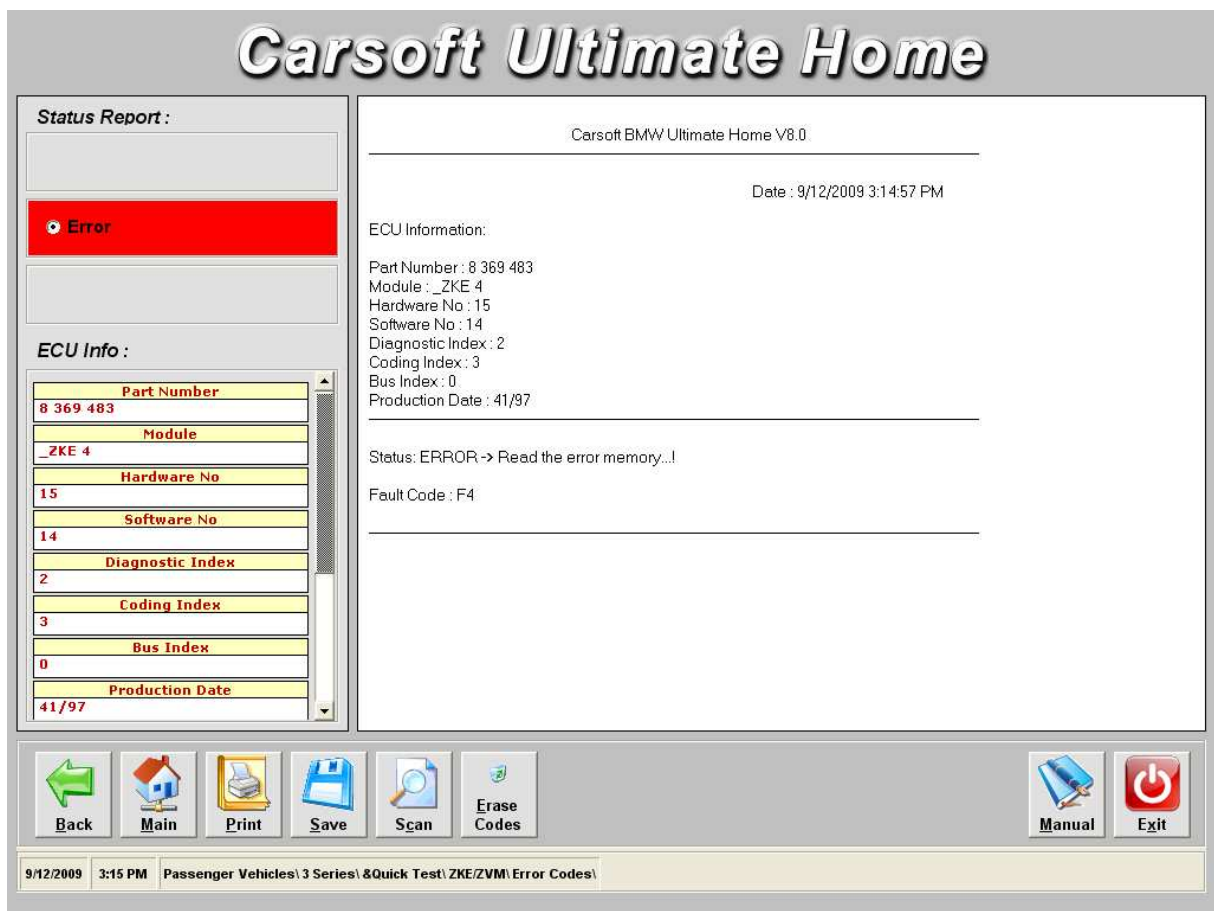 Carsoft Ultimate Home
Status Report :
Error
ECU Info :
Part Number
8 369 483
Module
_ZKE 4
Hardware No
15
Software No
14
Diagnostic Index
2
Coding Index
3
Bus Index
0
Production Date
41/97
Carsoft BMW Ultimate Home V8.0
Date : 9/12/2009 3:14:57 PM
ECU Information:
Part Number : 8 369 483
Module : _ZKE 4
Hardware No : 15
Software No : 14
Diagnostic Index : 2
Coding Index : 3
Bus Index : 0
Production Date : 41/97
Status: ERROR -> Read the error memory...!
Fault Code : F4
Back
Main
Print
Save
Scan
Erase
Codes
Manual
Exit
9/12/2009 3:15 PM Passenger Vehicles\ 3 Series\ &Quick Test\ ZKE/ZVM\ Error Codes\